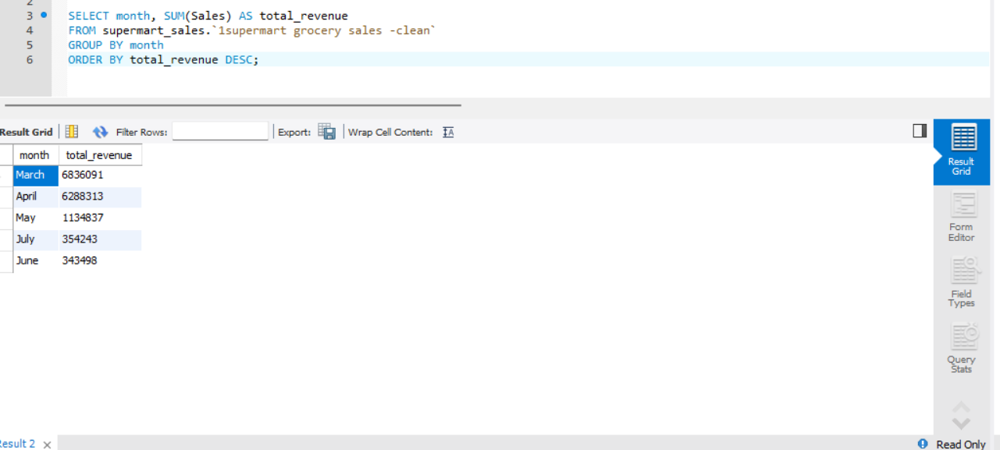 2
3 SELECT month, SUM(Sales) AS total_revenue
4 FROM supermart_sales.`1supermart grocery sales -clean`
5 GROUP BY month
6 ORDER BY total_revenue DESC;
Result Grid Filter Rows: Export: Wrap Cell Content: IA
month total_revenue
March 6836091
April 6288313
May 1134837
July 354243
June 343498
Result
Grid
Form
Editor
Field
Types
Query
Stats
Result 2 × Read Only